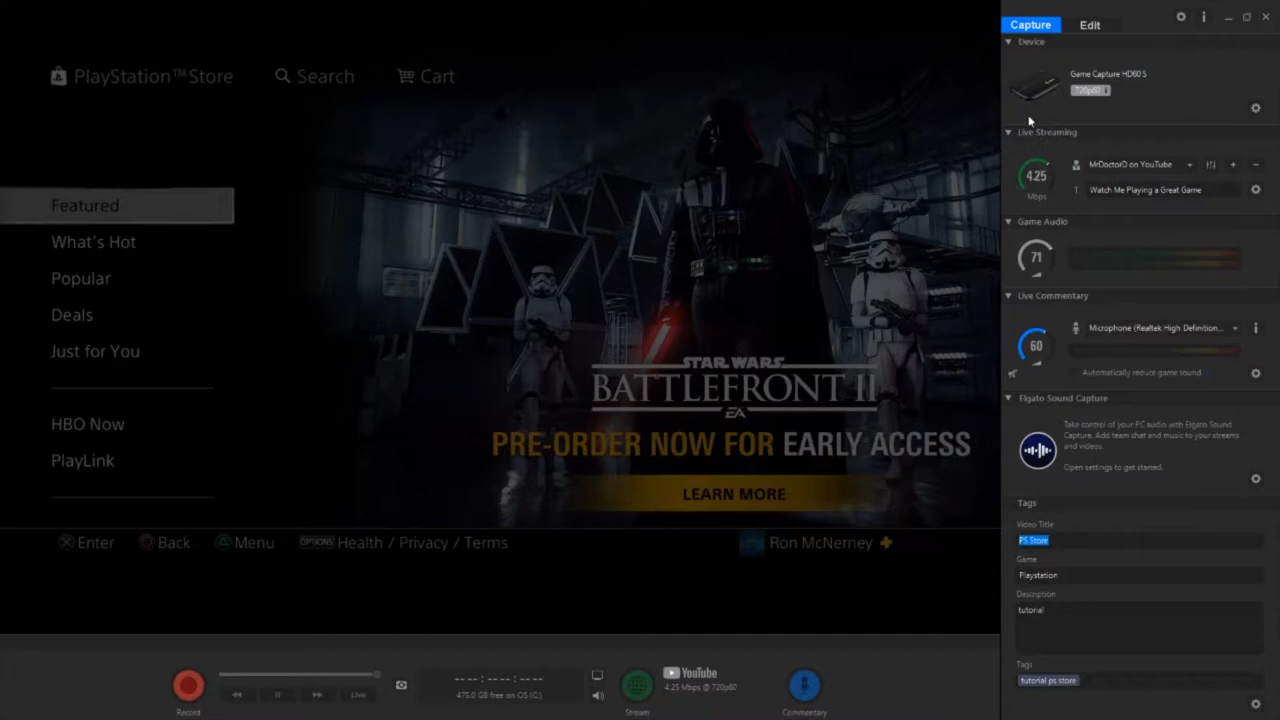 PlayStation™Store
Search
Cart
Featured
What's Hot
Popular
Deals
Just for You
HBO Now
PlayLink
STAR WARS
BATTLEFRONT II
EA
PRE-ORDER NOW FOR EARLY ACCESS
LEARN MORE
Enter
Back
Menu
OPTIONS Health / Privacy / Terms
Ron McNerney
Record
Live
--:--:--:--
475.0 GB free on OS (C:)
Stream
YouTube
4.25 Mbps @ 720p60
Commentary
Capture
Edit
Device
Game Capture HD60 S
720p60
Live Streaming
4.25
Mbps
MrDoctorD on YouTube
Watch Me Playing a Great Game
Game Audio
71
Live Commentary
60
Microphone (Realtek High Definition...
Automatically reduce game sound
Elgato Sound Capture
Take control of your PC audio with Elgato Sound
Capture. Add team chat and music to your streams
and videos.
Open settings to get started.
Tags
Video Title
PS Store
Game
Playstation
Description
tutorial
Tags
tutorial ps store